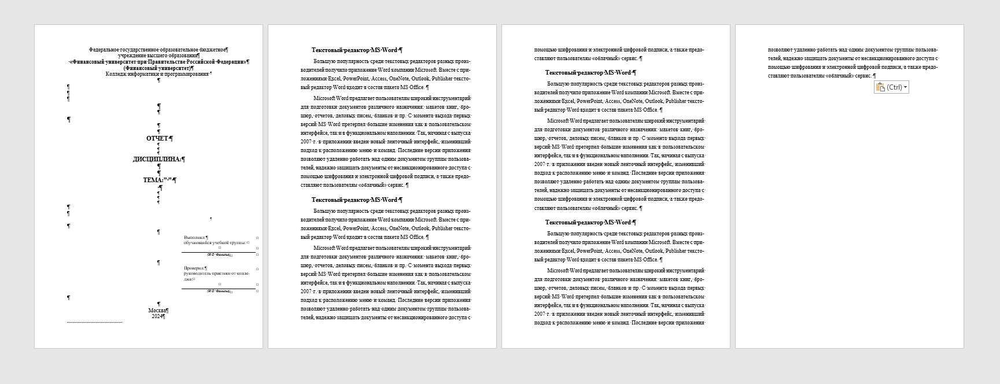 Федеральное государственное образовательное бюджетное
учреждение высшего образования
«Финансовый университет при Правительстве Российской Федерации»
(Финансовый университет)
Колледж информатики и программирования
ОТЧЕТ
ДИСЦИПЛИНА:
ТЕМА:” ”
Выполнил:
обучающийся учебной группы:
(И.О. Фамилия)
Проверил:
руководитель практики от колле-
джа:
(И.О. Фамилия)
Москва
2024
Текстовый редактор MS Word
Большую популярность среди текстовых редакторов разных произ-
водителей получило приложение Word компании Microsoft. Вместе с при-
ложениями Excel, PowerPoint, Access, OneNote, Outlook, Publisher тексто-
вый редактор Word входит в состав пакета MS Office.
Microsoft Word предлагает пользователям широкий инструментарий
для подготовки документов различного назначения: макетов книг, бро-
шюр, отчетов, деловых писем, бланков и пр. С момента выхода первых
версий MS Word претерпел большие изменения как в пользовательском
интерфейсе, так и в функциональном наполнении. Так, начиная с выпуска
2007 г. в приложении введен новый ленточный интерфейс, изменивший
подход к расположению меню и команд. Последние версии приложения
позволяют удаленно работать над одним документом группам пользова-
телей, надежно защищать документы от несанкционированного доступа с
помощью шифрования и электронной цифровой подписи, а также предо-
ставляют пользователям «облачный» сервис.
Текстовый редактор MS Word
Большую популярность среди текстовых редакторов разных произ-
водителей получило приложение Word компании Microsoft. Вместе с при-
ложениями Excel, PowerPoint, Access, OneNote, Outlook, Publisher тексто-
вый редактор Word входит в состав пакета MS Office.
Microsoft Word предлагает пользователям широкий инструментарий
для подготовки документов различного назначения: макетов книг, бро-
шюр, отчетов, деловых писем, бланков и пр. С момента выхода первых
версий MS Word претерпел большие изменения как в пользовательском
интерфейсе, так и в функциональном наполнении. Так, начиная с выпуска
2007 г. в приложении введен новый ленточный интерфейс, изменивший
подход к расположению меню и команд. Последние версии приложения
позволяют удаленно работать над одним документом группам пользова-
телей, надежно защищать документы от несанкционированного доступа с
помощью шифрования и электронной цифровой подписи, а также предо-
ставляют пользователям «облачный» сервис.
Текстовый редактор MS Word
Большую популярность среди текстовых редакторов разных произ-
водителей получило приложение Word компании Microsoft. Вместе с при-
ложениями Excel, PowerPoint, Access, OneNote, Outlook, Publisher тексто-
вый редактор Word входит в состав пакета MS Office.
Microsoft Word предлагает пользователям широкий инструментарий
для подготовки документов различного назначения: макетов книг, бро-
шюр, отчетов, деловых писем, бланков и пр. С момента выхода первых
версий MS Word претерпел большие изменения как в пользовательском
интерфейсе, так и в функциональном наполнении. Так, начиная с выпуска
2007 г. в приложении введен новый ленточный интерфейс, изменивший
подход к расположению меню и команд. Последние версии приложения
позволяют удаленно работать над одним документом группам пользова-
телей, надежно защищать документы от несанкционированного доступа с
помощью шифрования и электронной цифровой подписи, а также предо-
ставляют пользователям «облачный» сервис.
Текстовый редактор MS Word
Большую популярность среди текстовых редакторов разных произ-
водителей получило приложение Word компании Microsoft. Вместе с при-
ложениями Excel, PowerPoint, Access, OneNote, Outlook, Publisher тексто-
вый редактор Word входит в состав пакета MS Office.
Microsoft Word предлагает пользователям широкий инструментарий
для подготовки документов различного назначения: макетов книг, бро-
шюр, отчетов, деловых писем, бланков и пр. С момента выхода первых
версий MS Word претерпел большие изменения как в пользовательском
интерфейсе, так и в функциональном наполнении. Так, начиная с выпуска
2007 г. в приложении введен новый ленточный интерфейс, изменивший
подход к расположению меню и команд. Последние версии приложения
позволяют удаленно работать над одним документом группам пользова-
телей, надежно защищать документы от несанкционированного доступа с
помощью шифрования и электронной цифровой подписи, а также предо-
ставляют пользователям «облачный» сервис.
(Ctrl)